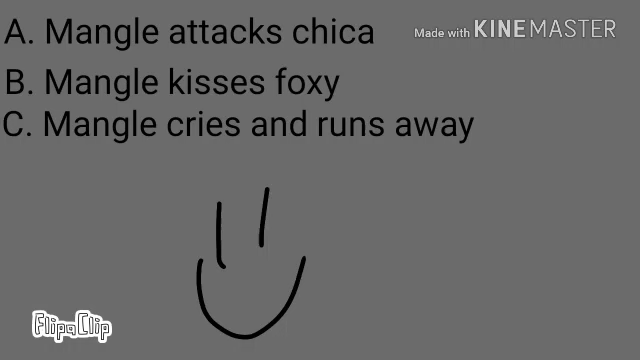 A. Mangle attacks chica
Made with KINEMASTER
B. Mangle kisses foxy
C. Mangle cries and runs away
FlipaClip